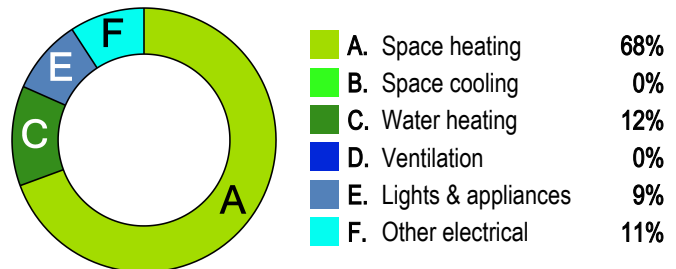 F
E
C
A
A. Space heating 68%
B. Space cooling 0%
C. Water heating 12%
D. Ventilation 0%
E. Lights & appliances 9%
F. Other electrical 11%